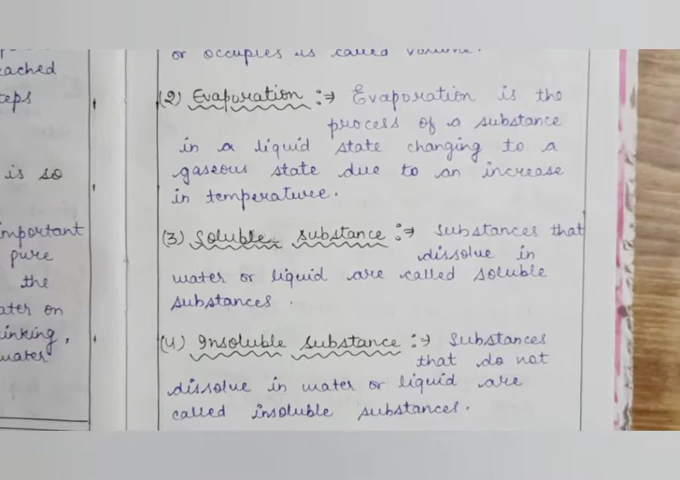 eached
teps
is so
important
pure
the
ater on
inking,
water
or occupies is called volume.
(2) Evaporation :→ Evaporation is the
process of a substance
in a liquid state changing to a
gaseous state due to an increase
in temperature.
(3) Soluble substance :→ Substances that
dissolve in
water or liquid are called soluble
substances.
(4) Insoluble substance :→ Substances
that do not
dissolve in water or liquid are
called insoluble substances.